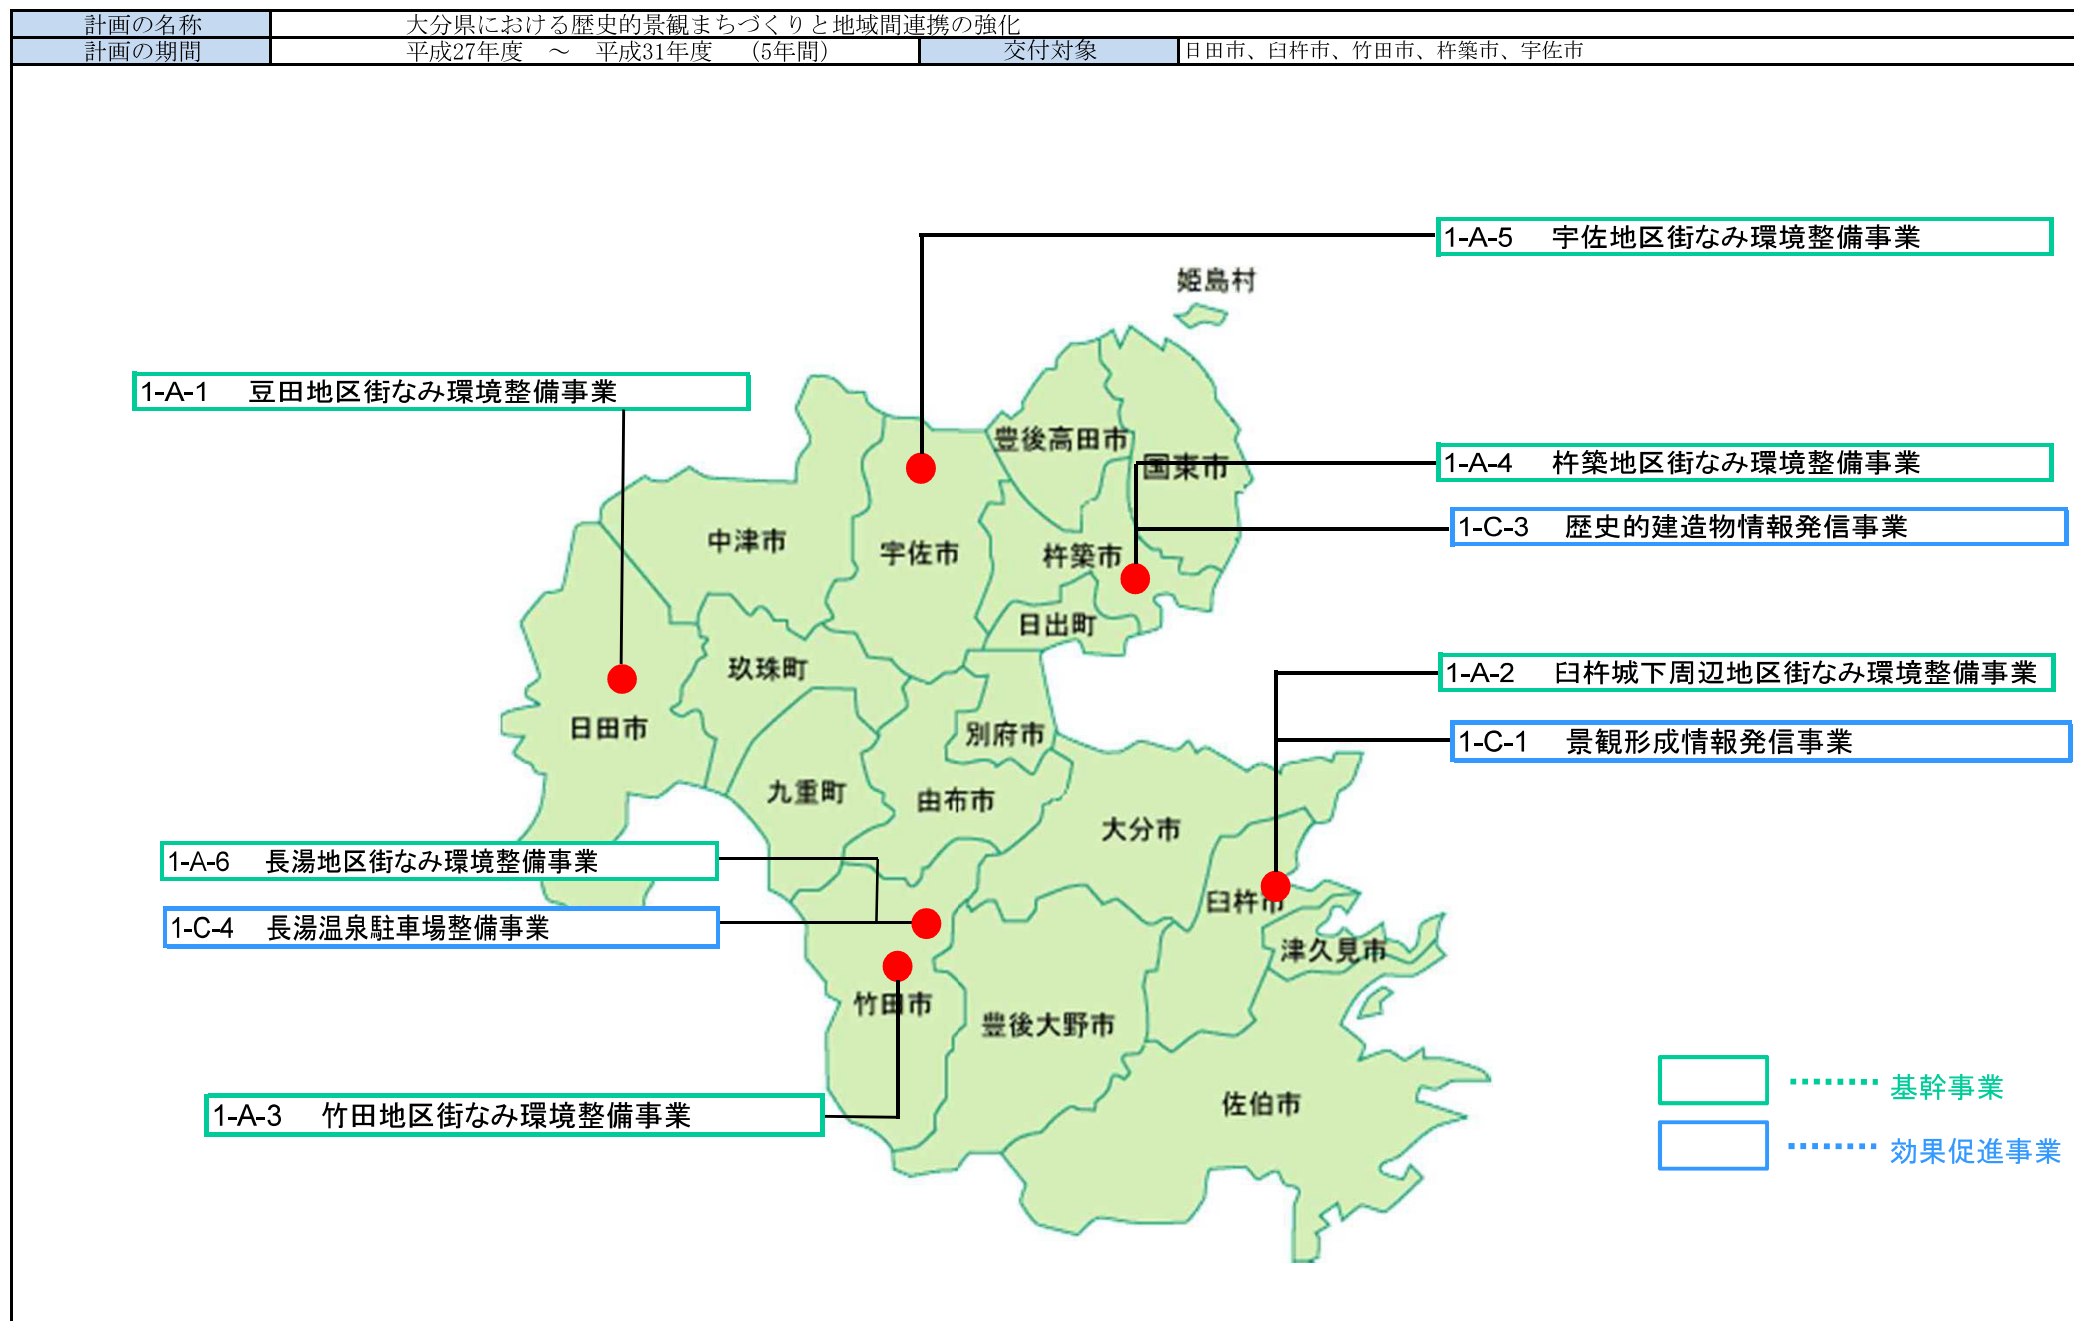 計画の名称 大分県における歴史的景観まちづくりと地域間連携の強化
計画の期間 平成27年度 ～ 平成31年度 （5年間） 交付対象 日田市、臼杵市、竹田市、杵築市、宇佐市
1-A-5 宇佐地区街なみ環境整備事業
姫島村
1-A-1 豆田地区街なみ環境整備事業
豊後高田市
国東市
1-A-4 杵築地区街なみ環境整備事業
1-C-3 歴史的建造物情報発信事業
中津市
宇佐市
杵築市
日出町
玖珠町
1-A-2 臼杵城下周辺地区街なみ環境整備事業
日田市
別府市
1-C-1 景観形成情報発信事業
九重町
由布市
大分市
1-A-6 長湯地区街なみ環境整備事業
臼杵市
1-C-4 長湯温泉駐車場整備事業
津久見市
竹田市
豊後大野市
1-A-3 竹田地区街なみ環境整備事業
佐伯市
基幹事業
効果促進事業